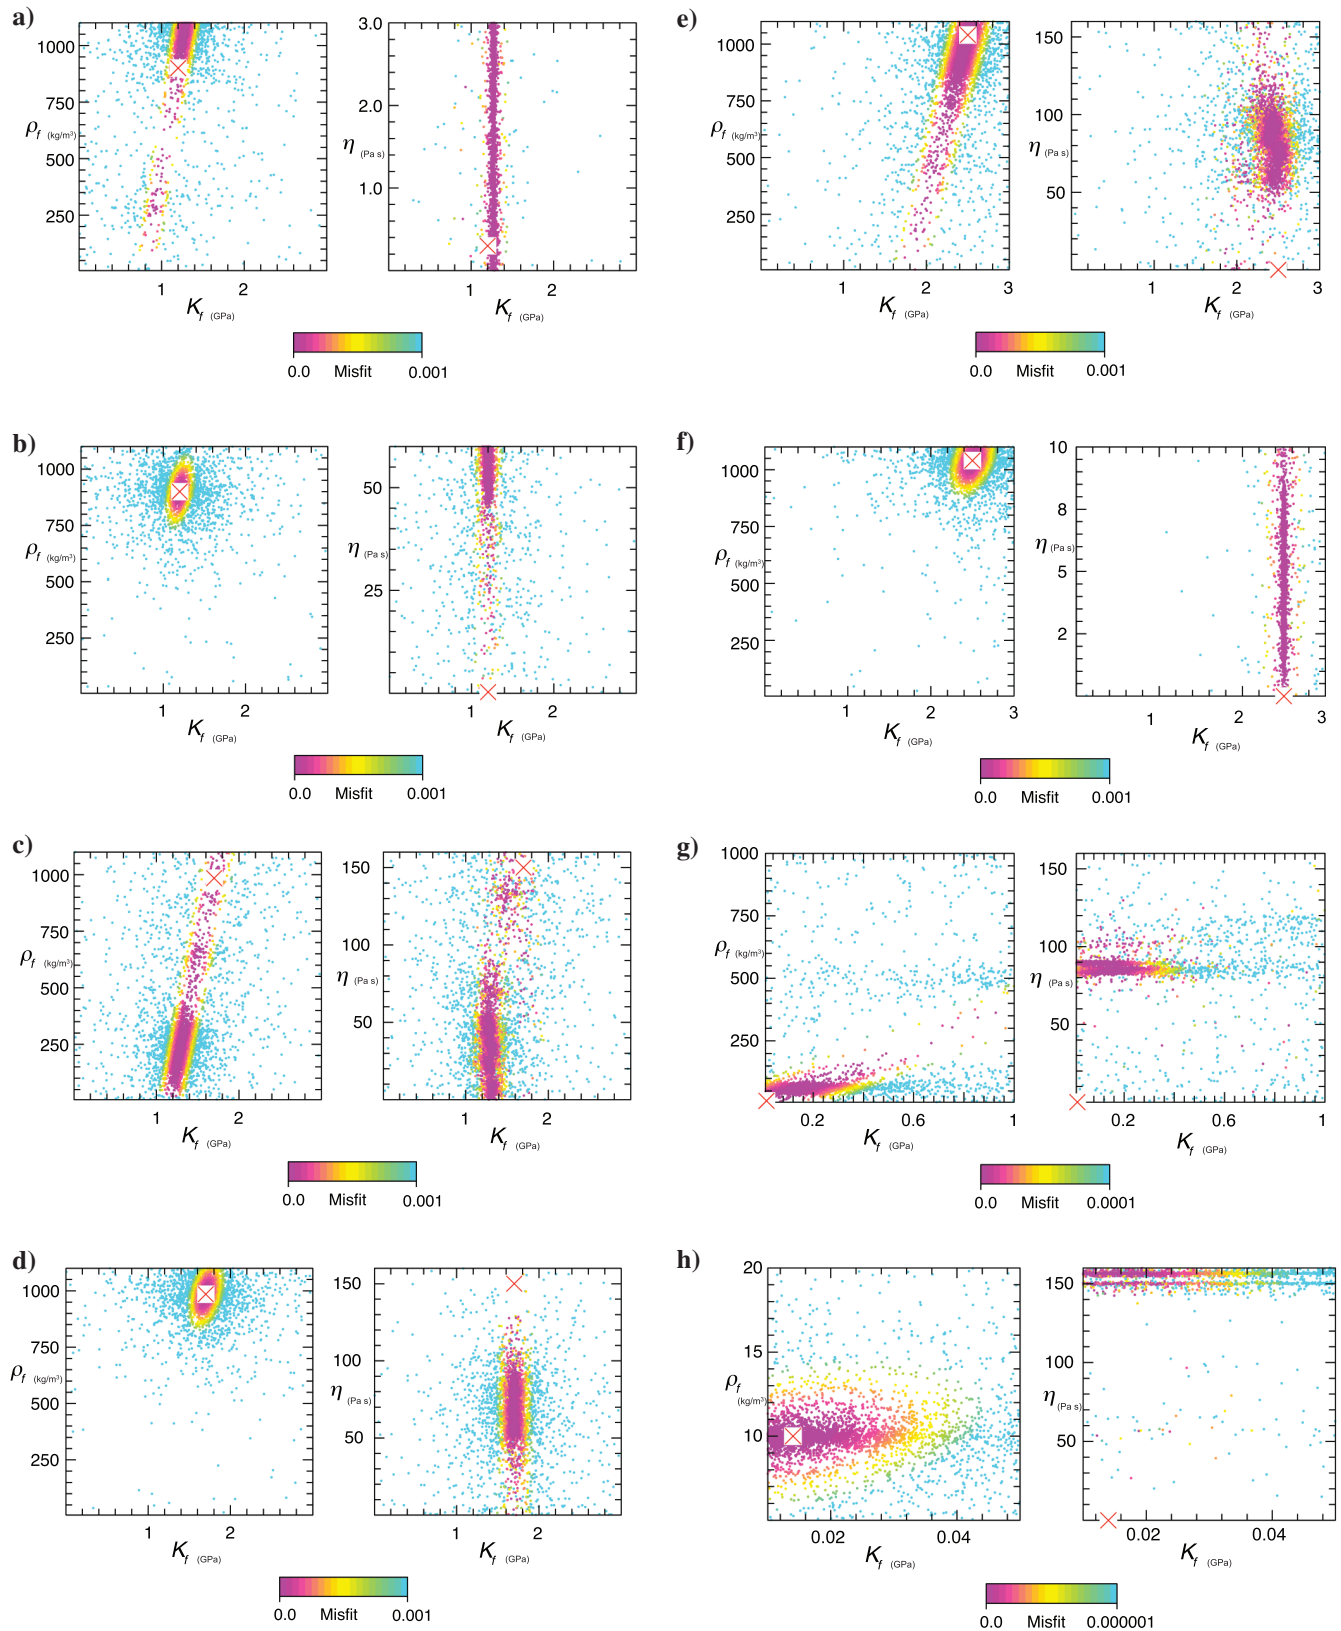 a)
1000
750
ρf (kg/m³)
500
250
1 2
Kf (GPa)
3.0
2.0
η (Pa s)
1.0
1 2
Kf (GPa)
0.0 Misfit 0.001
b)
1000
750
ρf (kg/m³)
500
250
1 2
Kf (GPa)
50
η (Pa s)
25
1 2
Kf (GPa)
0.0 Misfit 0.001
c)
1000
750
ρf (kg/m³)
500
250
1 2
Kf (GPa)
150
100
η (Pa s)
50
1 2
Kf (GPa)
0.0 Misfit 0.001
d)
1000
750
ρf (kg/m³)
500
250
1 2
Kf (GPa)
150
100
η (Pa s)
50
1 2
Kf (GPa)
0.0 Misfit 0.001
e)
1000
750
ρf (kg/m³)
500
250
1 2 3
Kf (GPa)
150
100
η (Pa s)
50
1 2 3
Kf (GPa)
0.0 Misfit 0.001
f)
1000
750
ρf (kg/m³)
500
250
1 2 3
Kf (GPa)
10
8
η (Pa s)
5
2
1 2 3
Kf (GPa)
0.0 Misfit 0.001
g)
1000
750
ρf (kg/m³)
500
250
0.2 0.6 1
Kf (GPa)
150
100
η (Pa s)
50
0.2 0.6 1
Kf (GPa)
0.0 Misfit 0.0001
h)
20
15
ρf (kg/m³)
10
0.02 0.04
Kf (GPa)
150
100
η (Pa s)
50
0.02 0.04
Kf (GPa)
0.0 Misfit 0.000001